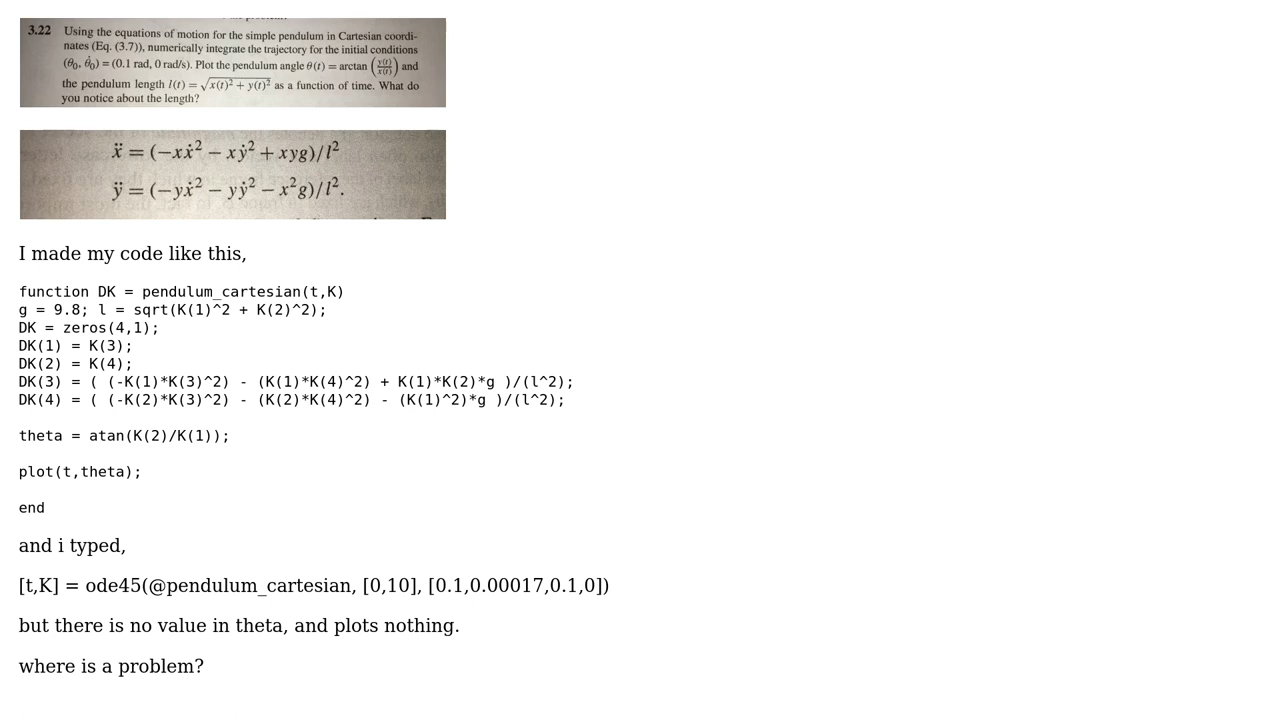 3.22 Using the equations of motion for the simple pendulum in Cartesian coordi-
nates (Eq. (3.7)), numerically integrate the trajectory for the initial conditions
(θ₀, θ̇₀) = (0.1 rad, 0 rad/s). Plot the pendulum angle θ(t) = arctan (y(t)/x(t)) and
the pendulum length l(t) = √x(t)² + y(t)² as a function of time. What do
you notice about the length?
ẍ = (−xẋ² − xẏ² + xyg)/l²
ÿ = (−yẋ² − yẏ² − x²g)/l².
I made my code like this,
function DK = pendulum_cartesian(t,K)
g = 9.8; l = sqrt(K(1)^2 + K(2)^2);
DK = zeros(4,1);
DK(1) = K(3);
DK(2) = K(4);
DK(3) = ( (-K(1)*K(3)^2) - (K(1)*K(4)^2) + K(1)*K(2)*g )/(l^2);
DK(4) = ( (-K(2)*K(3)^2) - (K(2)*K(4)^2) - (K(1)^2)*g )/(l^2);
theta = atan(K(2)/K(1));
plot(t,theta);
end
and i typed,
[t,K] = ode45(@pendulum_cartesian, [0,10], [0.1,0.00017,0.1,0])
but there is no value in theta, and plots nothing.
where is a problem?